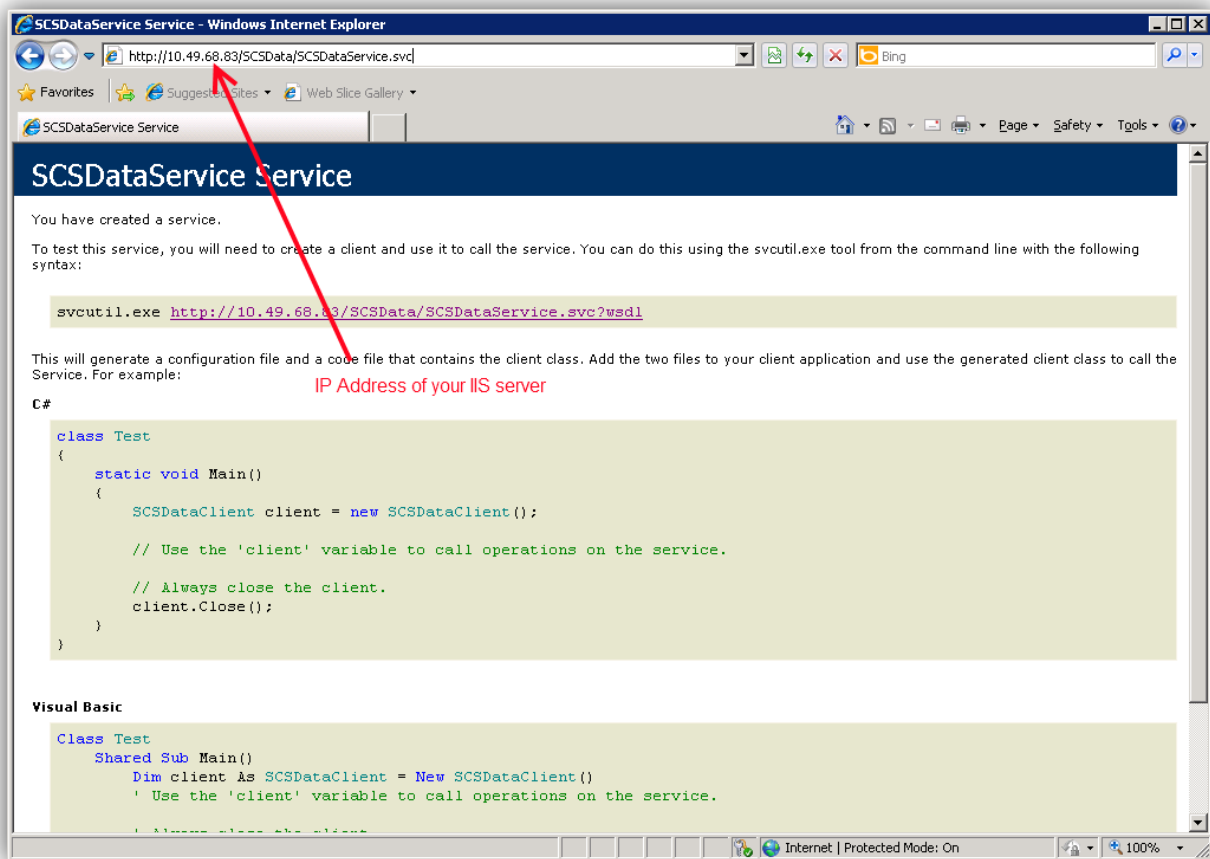 SCSDataService Service - Windows Internet Explorer
http://10.49.68.83/SCSData/SCSDataService.svc
Bing
Favorites Suggested Sites Web Slice Gallery
SCSDataService Service
Page Safety Tools
SCSDataService Service
You have created a service.
To test this service, you will need to create a client and use it to call the service. You can do this using the svcutil.exe tool from the command line with the following
syntax:
svcutil.exe http://10.49.68.83/SCSData/SCSDataService.svc?wsdl
This will generate a configuration file and a code file that contains the client class. Add the two files to your client application and use the generated client class to call the
Service. For example:
IP Address of your IIS server
C#
class Test
{
static void Main()
{
SCSDataClient client = new SCSDataClient();
// Use the 'client' variable to call operations on the service.
// Always close the client.
client.Close();
}
}
Visual Basic
Class Test
Shared Sub Main()
Dim client As SCSDataClient = New SCSDataClient()
' Use the 'client' variable to call operations on the service.
' Always close the client.
Internet | Protected Mode: On
100%